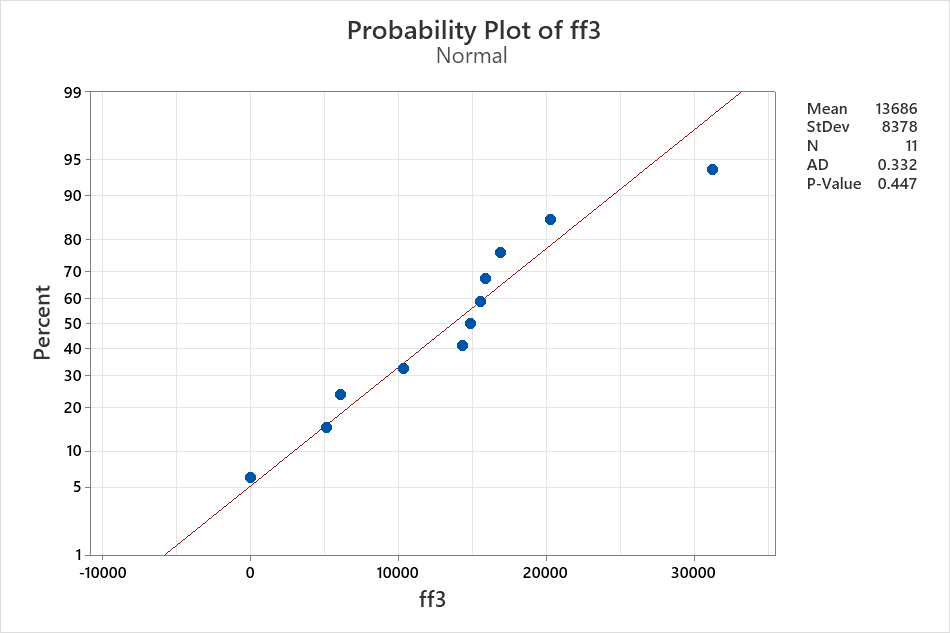 Probability Plot of ff3
Normal
Mean 13686
StDev 8378
N 11
AD 0.332
P-Value 0.447
Percent
99
95
90
80
70
60
50
40
30
20
10
5
1
-10000 0 10000 20000 30000
ff3